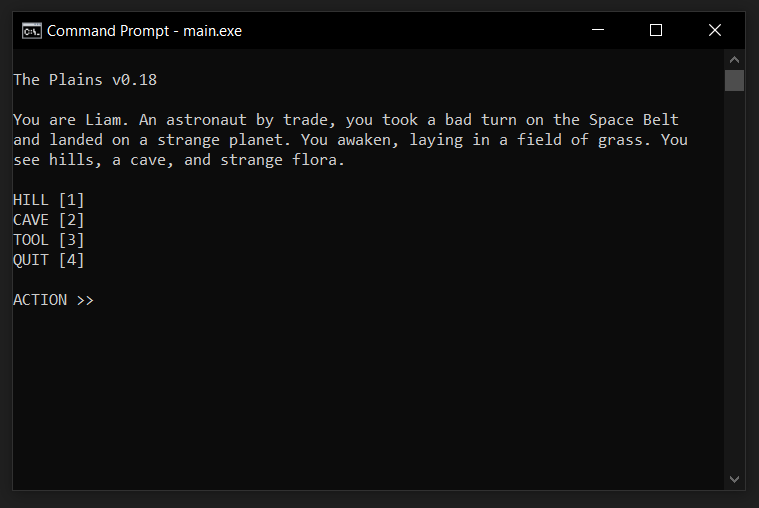 C:\.
Command Prompt - main.exe
The Plains v0.18
You are Liam. An astronaut by trade, you took a bad turn on the Space Belt
and landed on a strange planet. You awaken, laying in a field of grass. You
see hills, a cave, and strange flora.
HILL [1]
CAVE [2]
TOOL [3]
QUIT [4]
ACTION >>